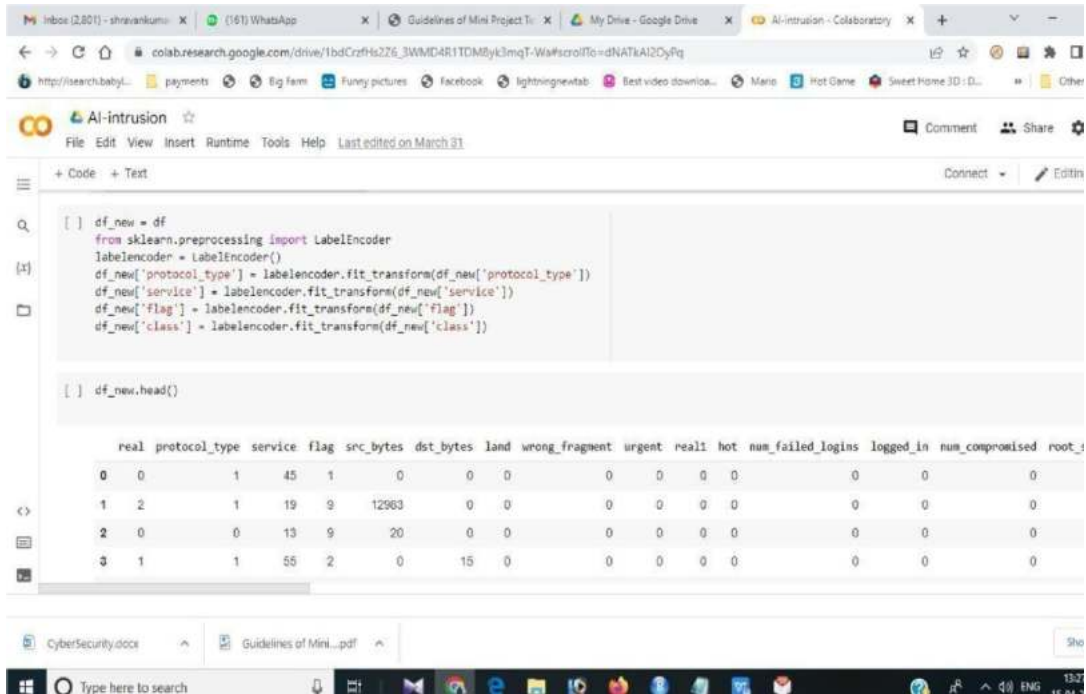 Inbox (2,801) - shravankuma
(161) WhatsApp
Guidelines of Mini Project To
My Drive - Google Drive
AI-intrusion - Colaboratory
colab.research.google.com/drive/
http://isearch.babyl...
payments
Big Farm
Funny pictures
Facebook
lightningnewtab
Best video downloa...
Mario
Hot Game
Sweet Home 3D : D...
Other
AI-intrusion
Comment
Share
File Edit View Insert Runtime Tools Help Last edited on March 31
+ Code + Text
Connect
Editin
[ ] df_new = df
from sklearn.preprocessing import LabelEncoder
labelencoder = LabelEncoder()
df_new['protocol_type'] = labelencoder.fit_transform(df_new['protocol_type'])
df_new['service'] = labelencoder.fit_transform(df_new['service'])
df_new['flag'] = labelencoder.fit_transform(df_new['flag'])
df_new['class'] = labelencoder.fit_transform(df_new['class'])
[ ] df_new.head()
real protocol_type service flag src_bytes dst_bytes land wrong_fragment urgent real1 hot num_failed_logins logged_in num_compromised root_s
0 0 1 45 1 0 0 0 0 0 0 0 0 0 0
1 2 1 19 9 12983 0 0 0 0 0 0 0 0 0
2 0 0 13 9 20 0 0 0 0 0 0 0 0 0
3 1 1 55 2 0 15 0 0 0 0 0 0 0 0
CyberSecurity.docx
Guidelines of Mini....pdf
Sho
Type here to search
ENG